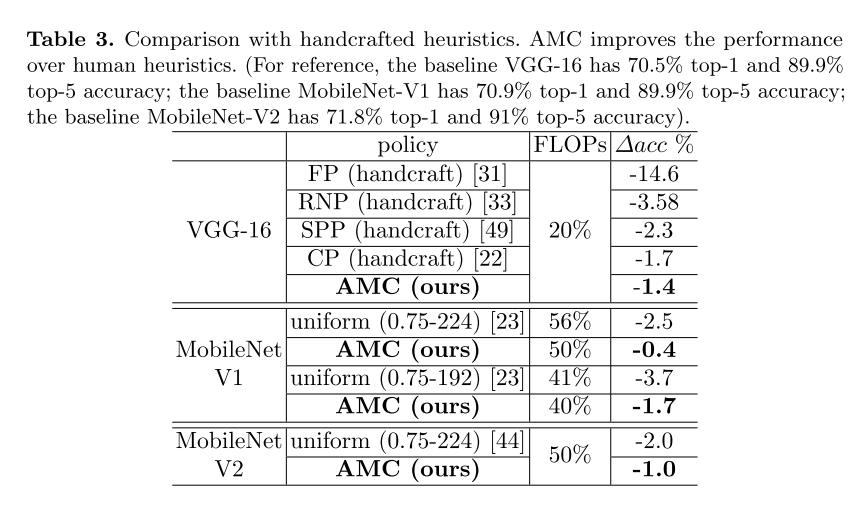 Table 3. Comparison with handcrafted heuristics. AMC improves the performance
over human heuristics. (For reference, the baseline VGG-16 has 70.5% top-1 and 89.9%
top-5 accuracy; the baseline MobileNet-V1 has 70.9% top-1 and 89.9% top-5 accuracy;
the baseline MobileNet-V2 has 71.8% top-1 and 91% top-5 accuracy).
policy FLOPs Δacc %
VGG-16
FP (handcraft) [31] -14.6
RNP (handcraft) [33] -3.58
SPP (handcraft) [49] 20% -2.3
CP (handcraft) [22] -1.7
AMC (ours) -1.4
MobileNet
V1
uniform (0.75-224) [23] 56% -2.5
AMC (ours) 50% -0.4
uniform (0.75-192) [23] 41% -3.7
AMC (ours) 40% -1.7
MobileNet
V2
uniform (0.75-224) [44] 50% -2.0
AMC (ours) -1.0